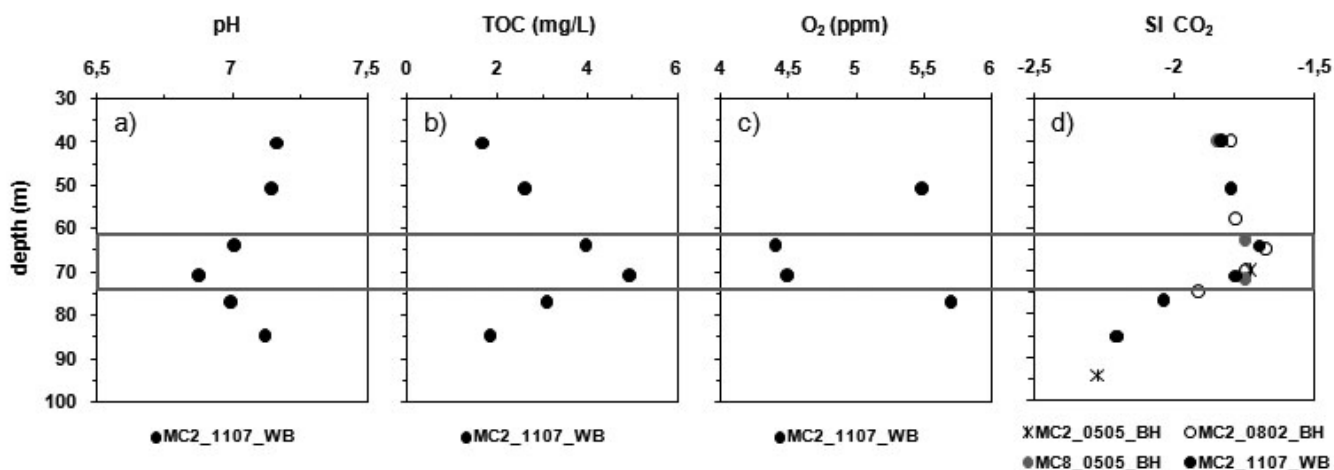 pH TOC (mg/L) O₂ (ppm) SI CO₂
6,5 7 7,5 0 2 4 6 4 4,5 5 5,5 6 -2,5 -2 -1,5
30
a) b) c) d)
40
50
60
70
80
90
100
depth (m)
MC2_1107_WB MC2_1107_WB MC2_1107_WB MC2_0505_BH MC2_0802_BH
MC8_0505_BH MC2_1107_WB